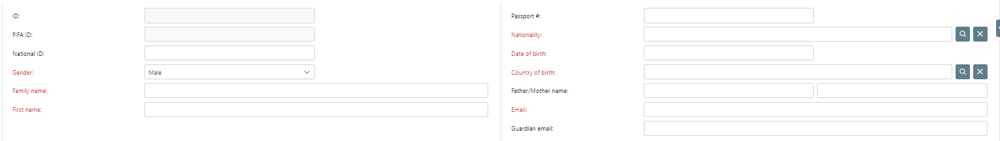 ID:
FIFA ID:
National ID:
Gender: Male
Family name:
First name:
Passport #:
Nationality:
Date of birth:
Country of birth:
Father/Mother name:
Email:
Guardian email: